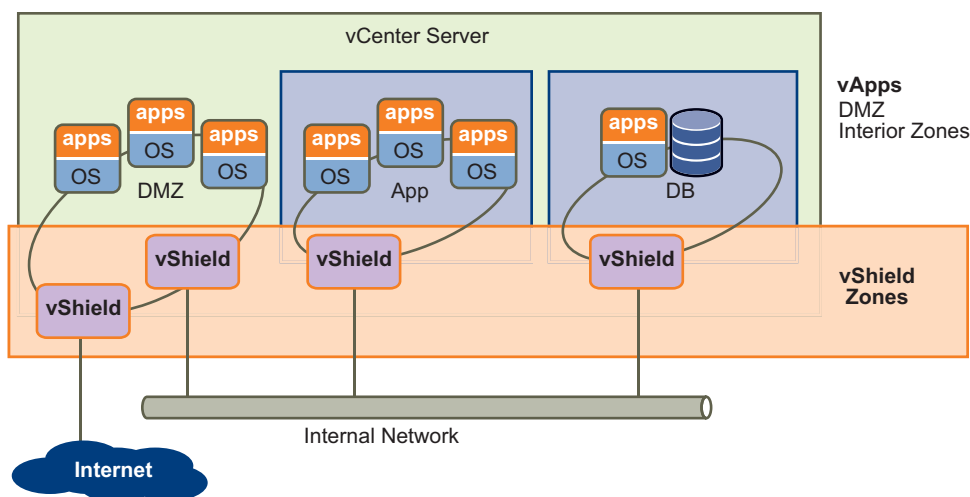 vCenter Server
vApps
DMZ
Interior Zones
apps
OS
apps
OS
apps
OS
DMZ
apps
OS
apps
OS
apps
OS
App
apps
OS
DB
vShield
vShield
vShield
vShield
vShield
Zones
Internal Network
Internet